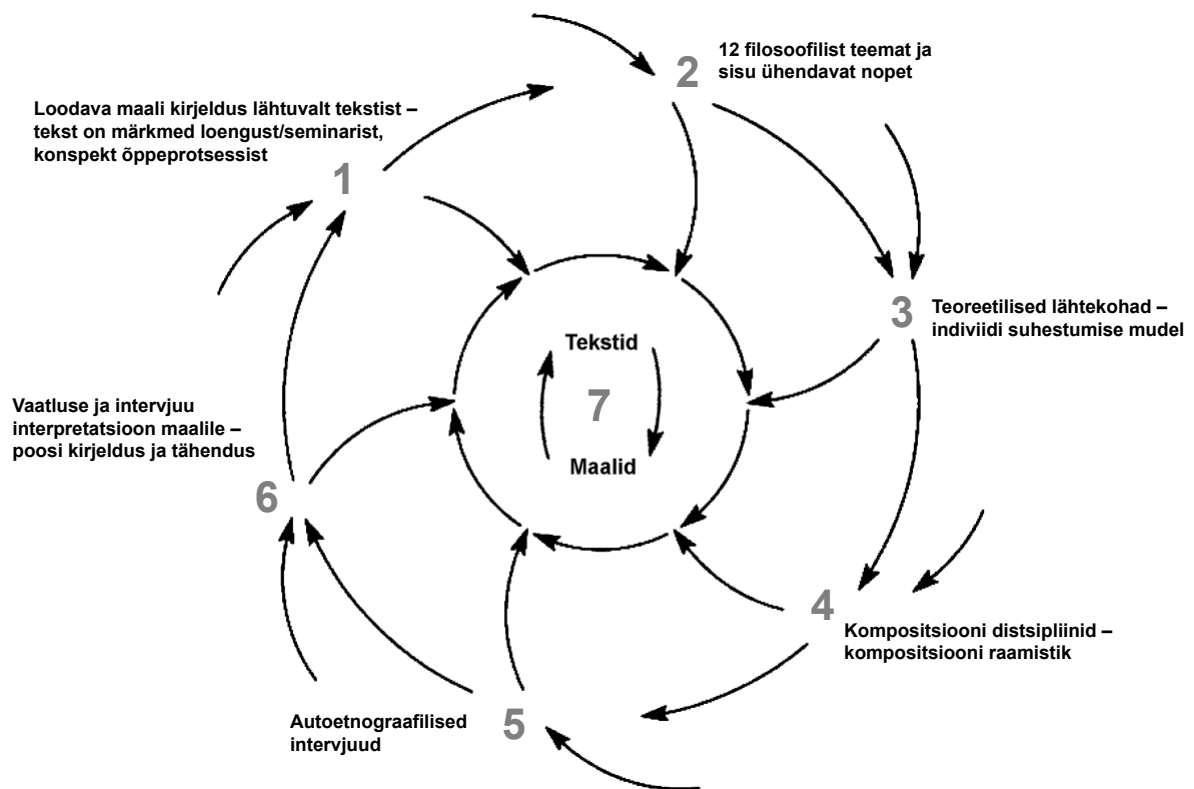 1
Loodava maali kirjeldus lähtuvalt tekstist –
tekst on märkmed loengust/seminarist,
konspekt õppeprotsessist
2
12 filosoofilist teemat ja
sisu ühendavat nopet
3
Teoreetilised lähtekohad –
indiviidi suhestumise mudel
4
Kompositsiooni distsipliinid –
kompositsiooni raamistik
5
Autoetnograafilised
intervjuud
6
Vaatluse ja intervjuu
interpretatsioon maalile –
poosi kirjeldus ja tähendus
Tekstid
7
Maalid